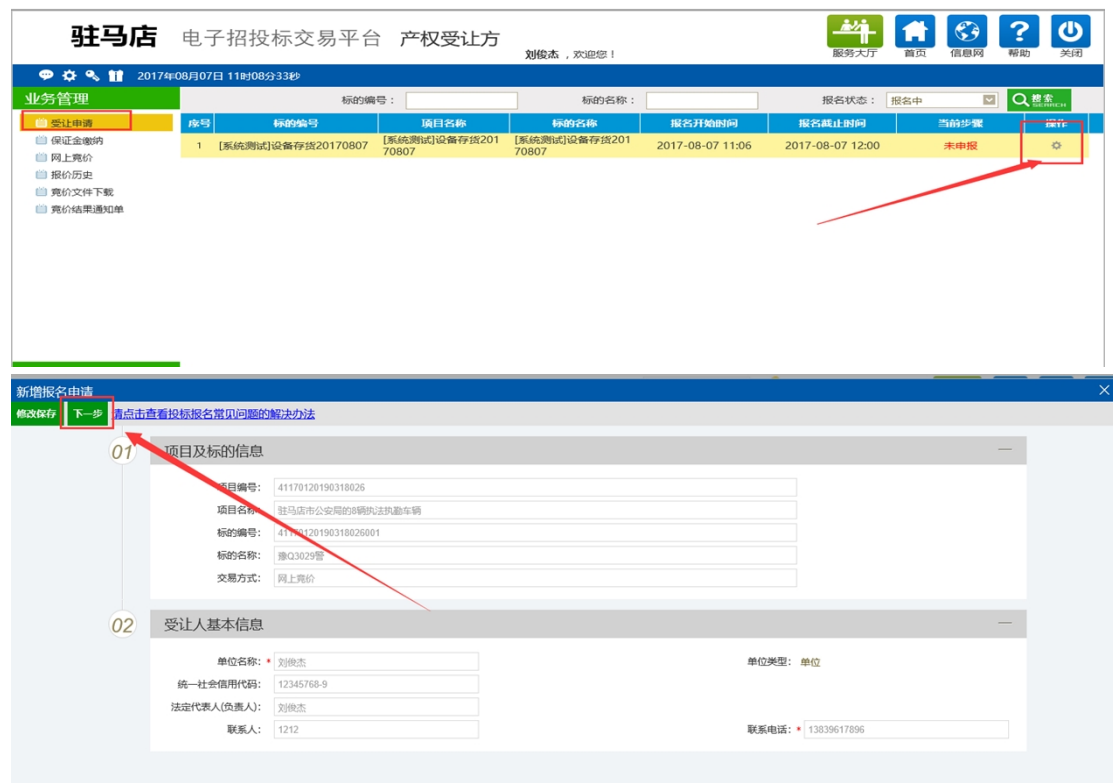 驻马店 电子招投标交易平台 产权受让方
刘俊杰 ，欢迎您！
服务大厅 首页 信息网 帮助 关闭
2017年08月07日 11时08分33秒
业务管理
标的编号： 标的名称： 报名状态： 报名中 搜索 SEARCH
受让申请
序号 标的编号 项目名称 标的名称 报名开始时间 报名截止时间 当前步骤 操作
1 [系统测试]设备存货20170807 [系统测试]设备存货20170807 [系统测试]设备存货20170807 2017-08-07 11:06 2017-08-07 12:00 未申报
保证金缴纳
网上竞价
报价历史
竞价文件下载
竞价结果通知单
新增报名申请
修改保存 下一步 请点击查看投标报名常见问题的解决办法
01 项目及标的信息
项目编号： 41170120190318026
项目名称： 驻马店市公安局的8辆执法执勤车辆
标的编号： 41170120190318026001
标的名称： 豫Q3029警
交易方式： 网上竞价
02 受让人基本信息
单位名称： * 刘俊杰 单位类型： 单位
统一社会信用代码： 12345768-9
法定代表人(负责人)： 刘俊杰
联系人： 1212 联系电话： * 13839617896